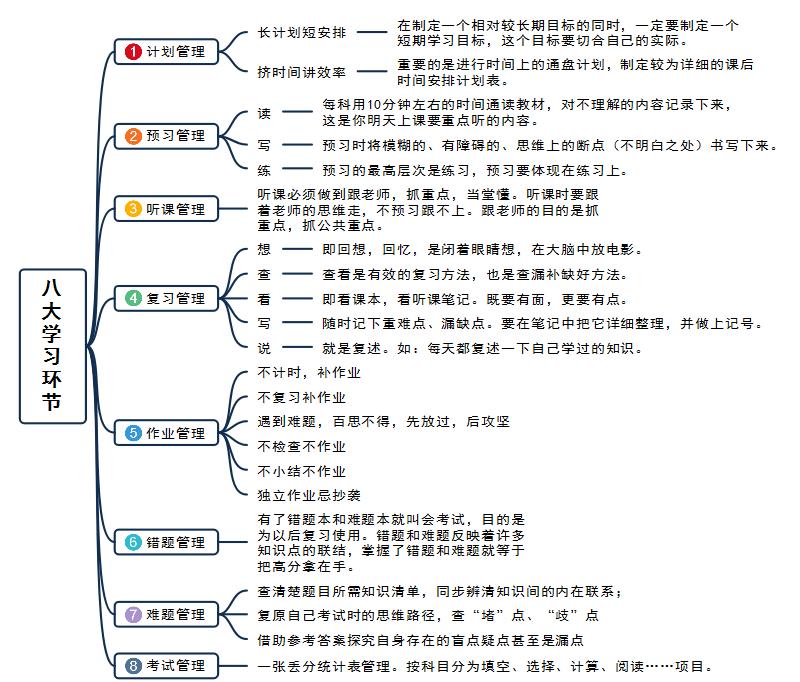 八大学习环节
1 计划管理
长计划短安排
在制定一个相对较长期目标的同时，一定要制定一个
短期学习目标，这个目标要切合自己的实际。
挤时间讲效率
重要的是进行时间上的通盘计划，制定较为详细的课后
时间安排计划表。
2 预习管理
读
每科用10分钟左右的时间通读教材，对不理解的内容记录下来，
这是你明天上课要重点听的内容。
写
预习时将模糊的、有障碍的、思维上的断点（不明白之处）书写下来。
练
预习的最高层次是练习，预习要体现在练习上。
3 听课管理
听课必须做到跟老师，抓重点，当堂懂。听课时要跟
着老师的思维走，不预习跟不上。跟老师的目的是抓
重点，抓公共重点。
4 复习管理
想
即回想，回忆，是闭着眼睛想，在大脑中放电影。
查
查看是有效的复习方法，也是查漏补缺好方法。
看
即看课本，看听课笔记。既要有面，更要有点。
写
随时记下重难点、漏缺点。要在笔记中把它详细整理，并做上记号。
说
就是复述。如：每天都复述一下自己学过的知识。
5 作业管理
不计时，补作业
不复习补作业
遇到难题，百思不得，先放过，后攻坚
不检查不作业
不小结不作业
独立作业忌抄袭
6 错题管理
有了错题本和难题本就叫会考试，目的是
为以后复习使用。错题和难题反映着许多
知识点的联结，掌握了错题和难题就等于
把高分拿在手。
7 难题管理
查清楚题目所需知识清单，同步辨清知识间的内在联系；
复原自己考试时的思维路径，查“堵”点、“歧”点
借助参考答案探究自身存在的盲点疑点甚至是漏点
8 考试管理
一张丢分统计表管理。按科目分为填空、选择、计算、阅读……项目。